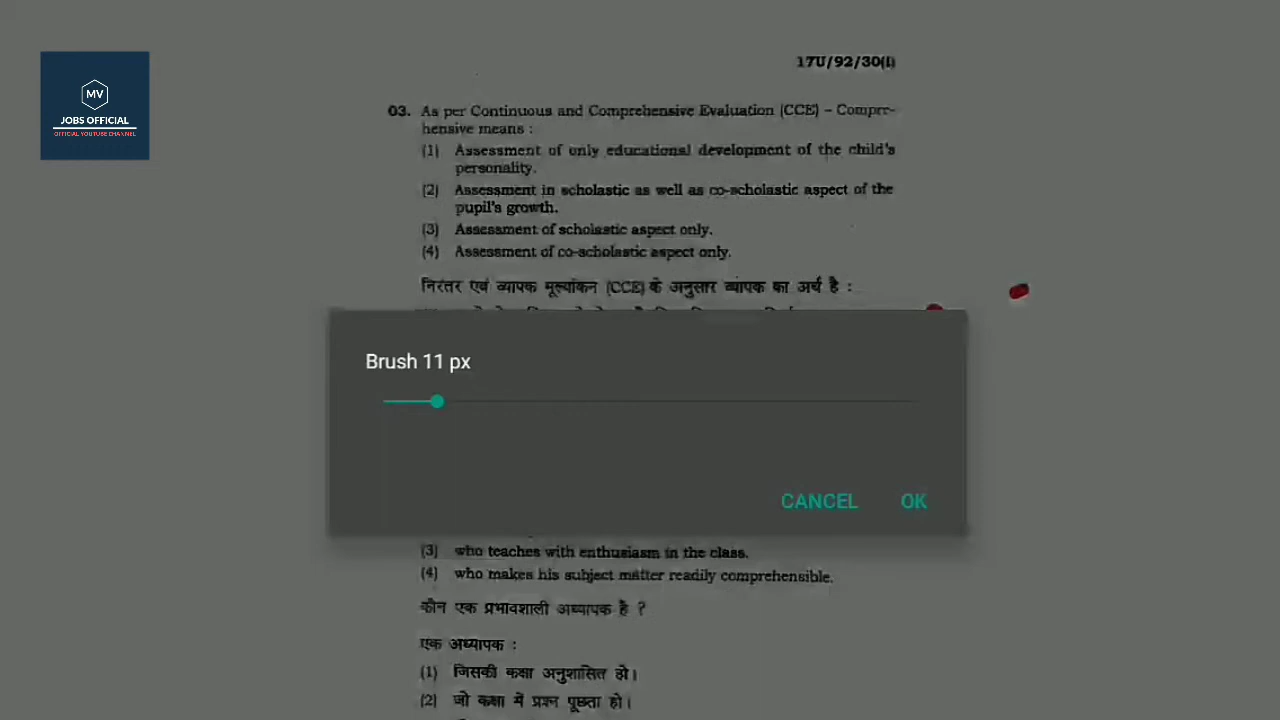 MV
JOBS OFFICIAL
OFFICIAL YOUTUBE CHANNEL
17U/92/30(I)
03. As per Continuous and Comprehensive Evaluation (CCE) – Compre-
hensive means :
(1) Assessment of only educational development of the child's
personality.
(2) Assessment in scholastic as well as co-scholastic aspect of the
pupil's growth.
(3) Assessment of scholastic aspect only.
(4) Assessment of co-scholastic aspect only.
निरंतर एवं व्यापक मूल्यांकन (CCE) के अनुसार व्यापक का अर्थ है :
Brush 11 px
CANCEL OK
(3) who teaches with enthusiasm in the class.
(4) who makes his subject matter readily comprehensible.
कौन एक प्रभावशाली अध्यापक है ?
एक अध्यापक :
(1) जिसकी कक्षा अनुशासित हो।
(2) जो कक्षा में प्रश्न पूछता हो।